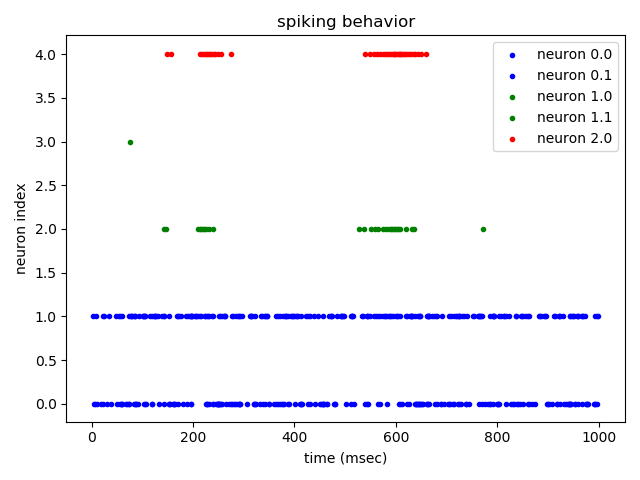 spiking behavior
neuron 0.0
neuron 0.1
neuron 1.0
neuron 1.1
neuron 2.0
neuron index
4.0
3.5
3.0
2.5
2.0
1.5
1.0
0.5
0.0
0 200 400 600 800 1000
time (msec)